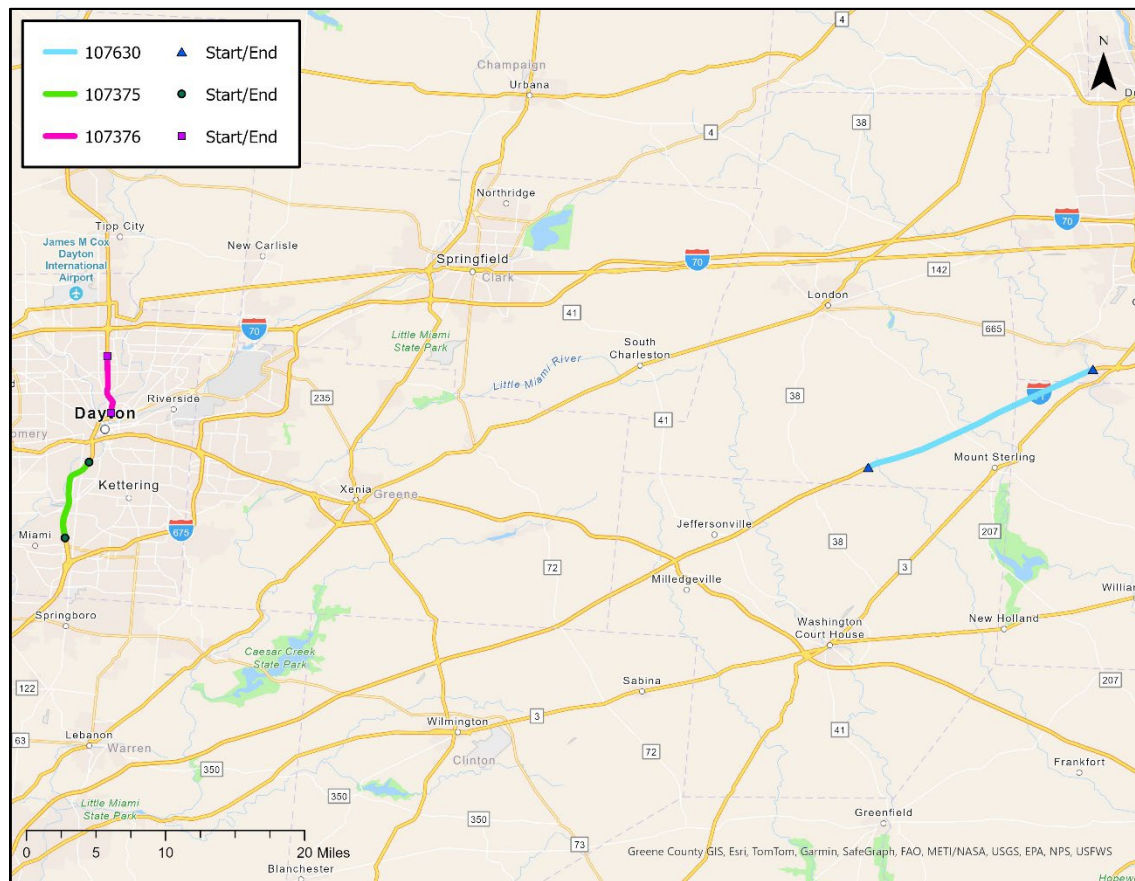 107630 Start/End
107375 Start/End
107376 Start/End
N
4
Champaign
Urbana
38
4
Northridge
Tipp City
James M Cox
Dayton
International
Airport
New Carlisle
70
70
Springfield
Clark
142
London
41
70
665
Little Miami
State Park
South
Charleston
Little Miami River
38
Riverside
235
Dayton
41
Mount Sterling
Kettering
Xenia
Greene
675
Miami
Jeffersonville
38
207
72
3
Milledgeville
Springboro
Washington
Court House
New Holland
Caesar Creek
State Park
122
Sabina
207
Wilmington
3
63
Lebanon
Warren
72
41
Clinton
350
Frankfort
350
Little Miami
State Park
350
Greenfield
73
0 5 10 20 Miles
Greene County GIS, Esri, TomTom, Garmin, SafeGraph, FAO, METI/NASA, USGS, EPA, NPS, USFWS
Blanchester